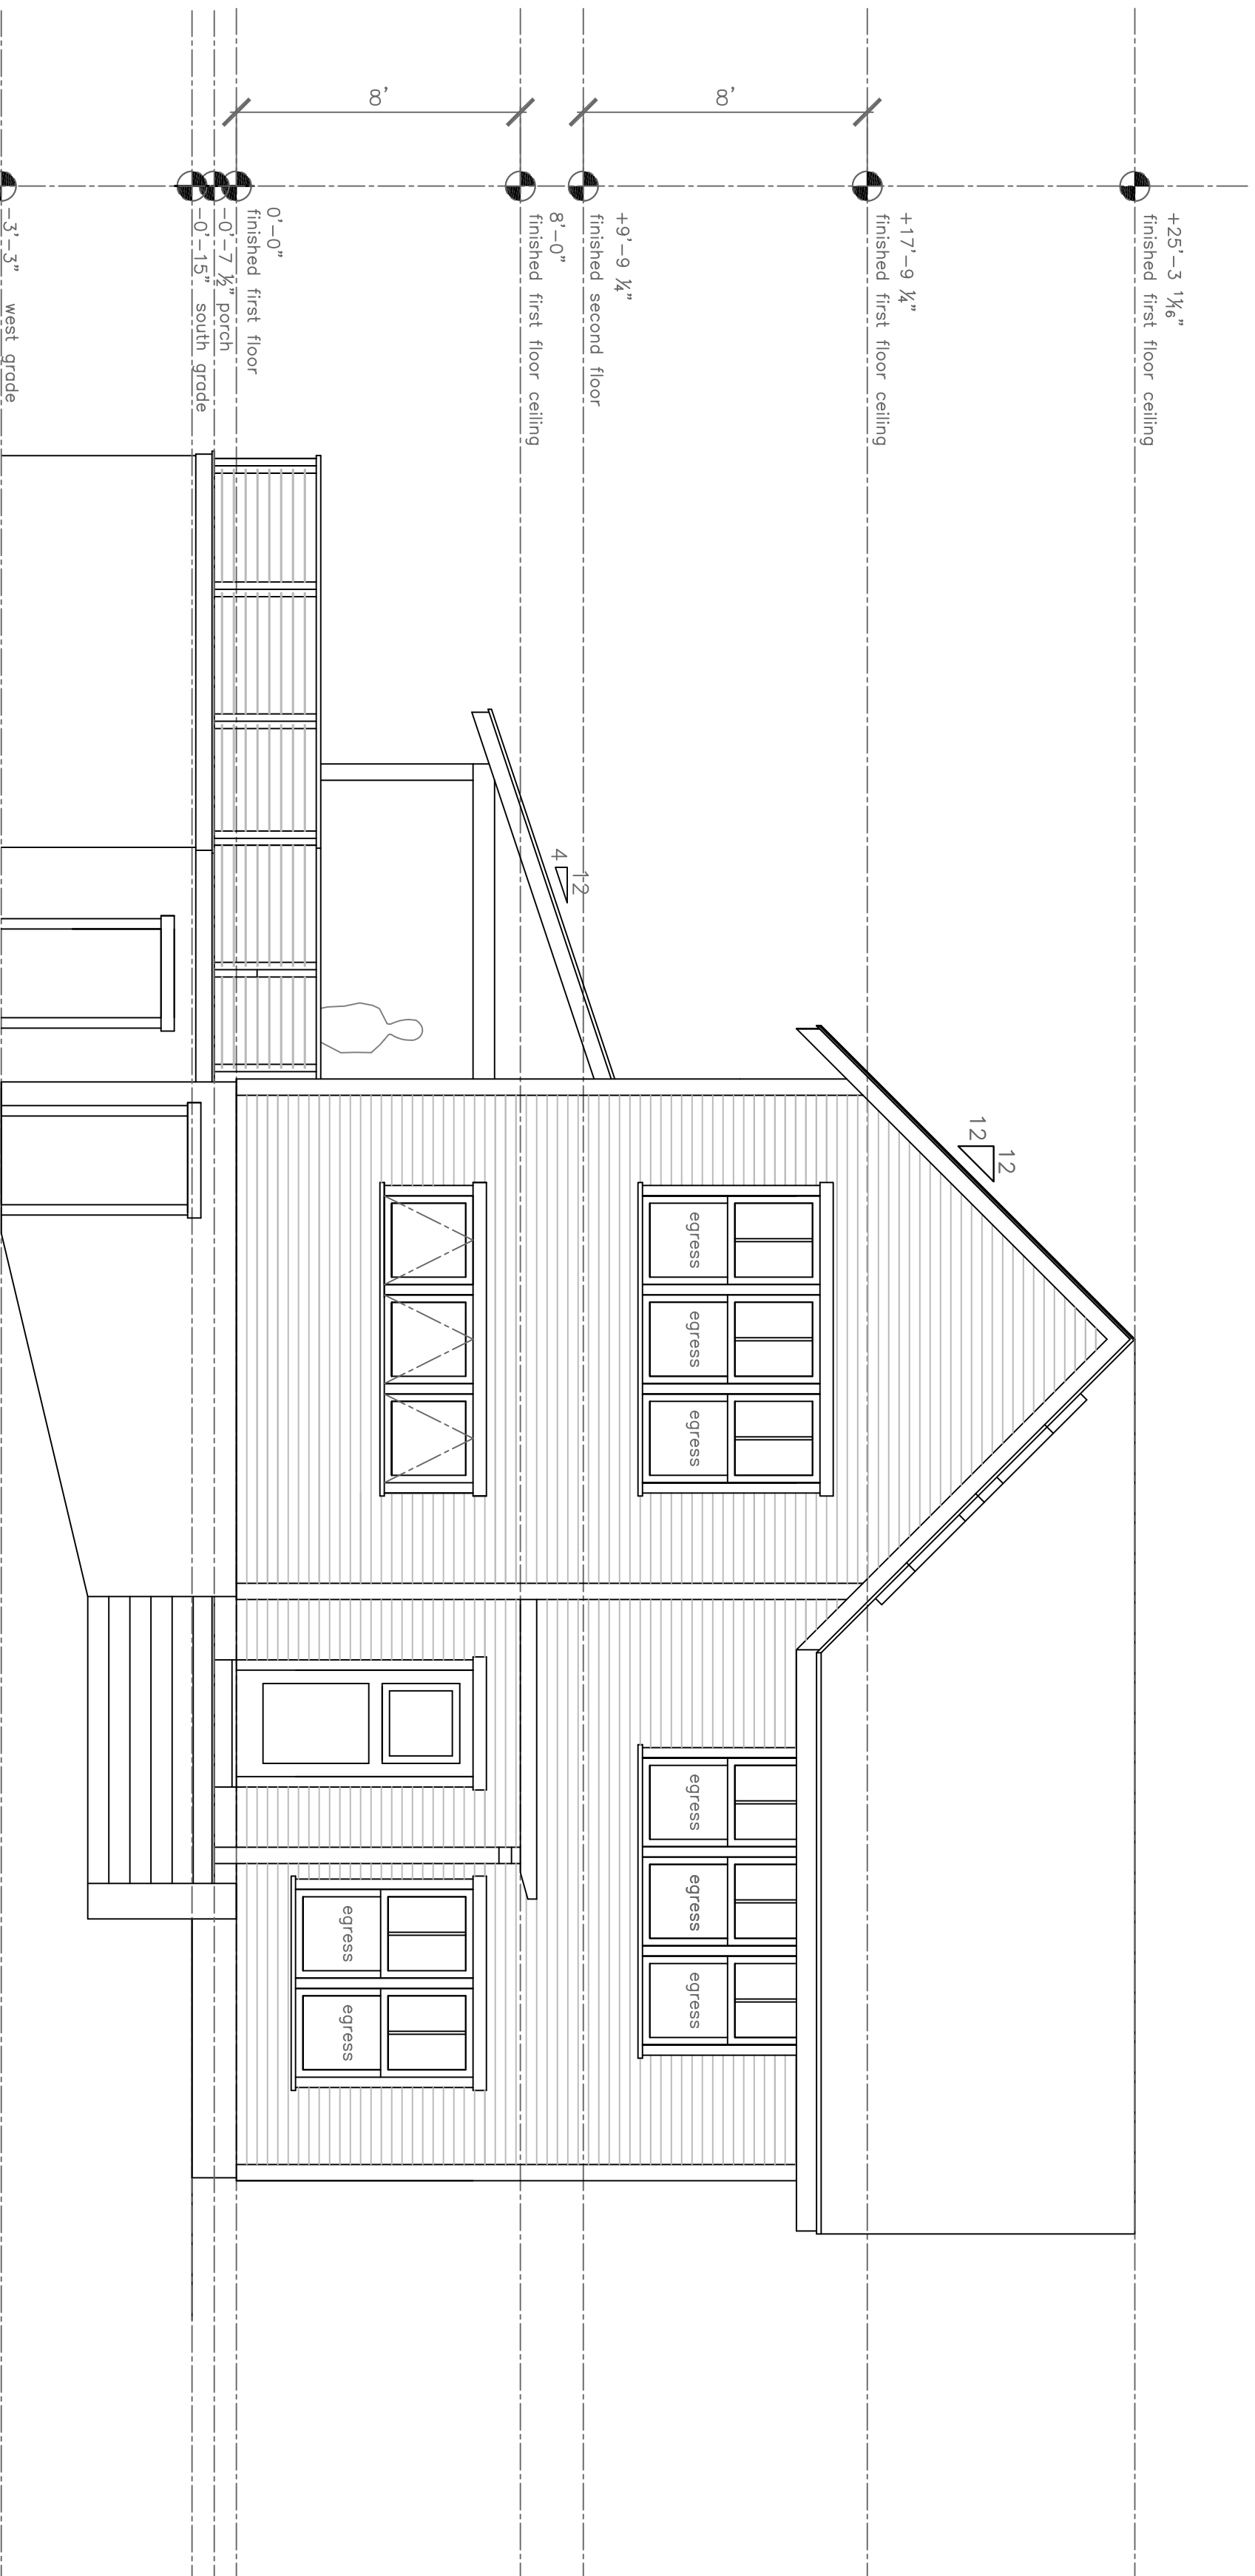 +25'-3 11/16"
finished first floor ceiling
+17'-9 1/4"
finished first floor ceiling
+9'-9 1/4"
finished second floor
8'-0"
finished first floor ceiling
0'-0"
finished first floor
-0'-7 1/2" porch
-0'-15" south grade
-3'-3" west grade
8'
8'
12
12
12
4
egress
egress
egress
egress
egress
egress
egress
egress